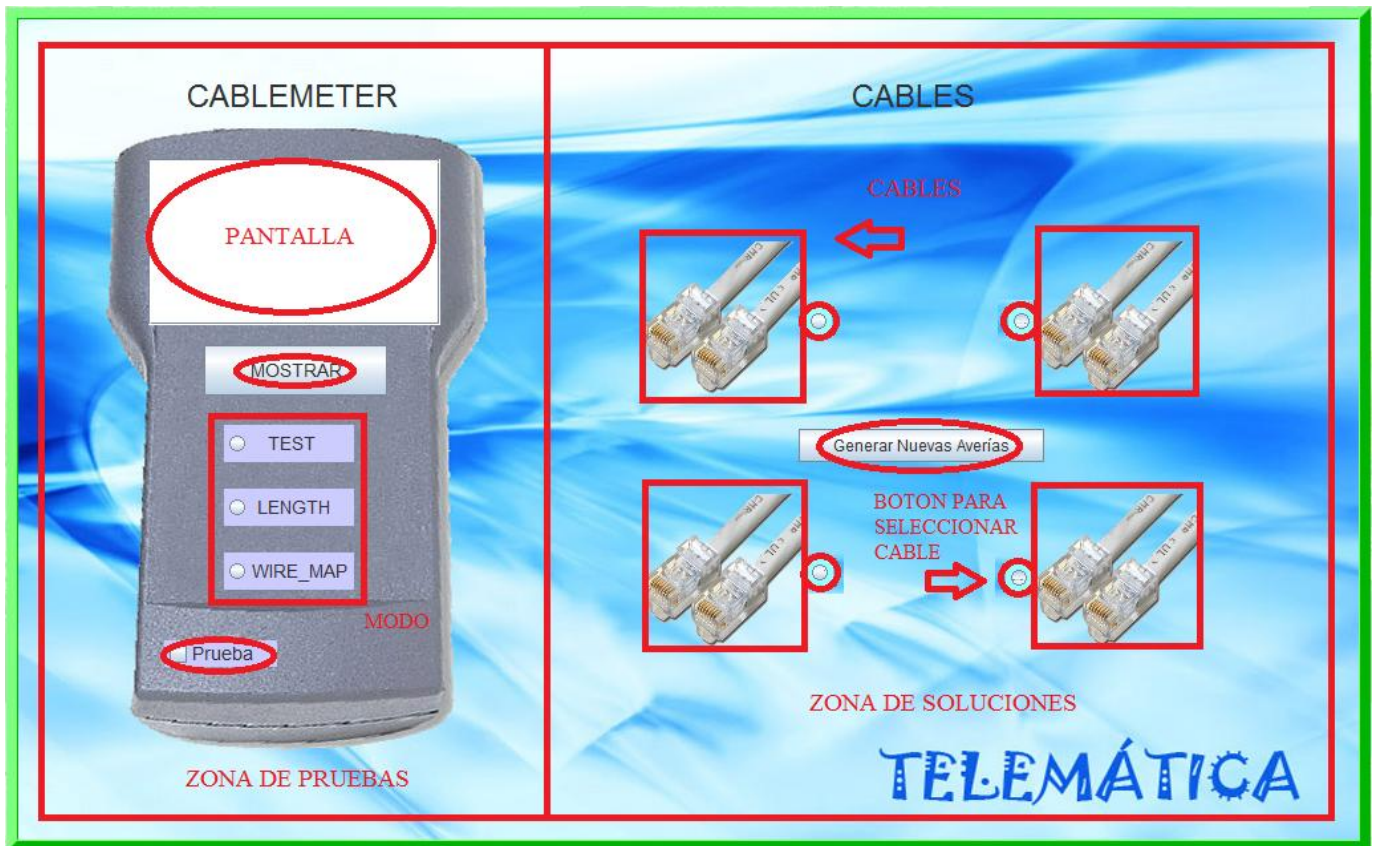 CABLEMETER
PANTALLA
MOSTRAR
TEST
LENGTH
WIRE_MAP
MODO
Prueba
ZONA DE PRUEBAS
CABLES
CABLES
Generar Nuevas Averías
BOTON PARA
SELECCIONAR
CABLE
ZONA DE SOLUCIONES
TELEMÁTICA